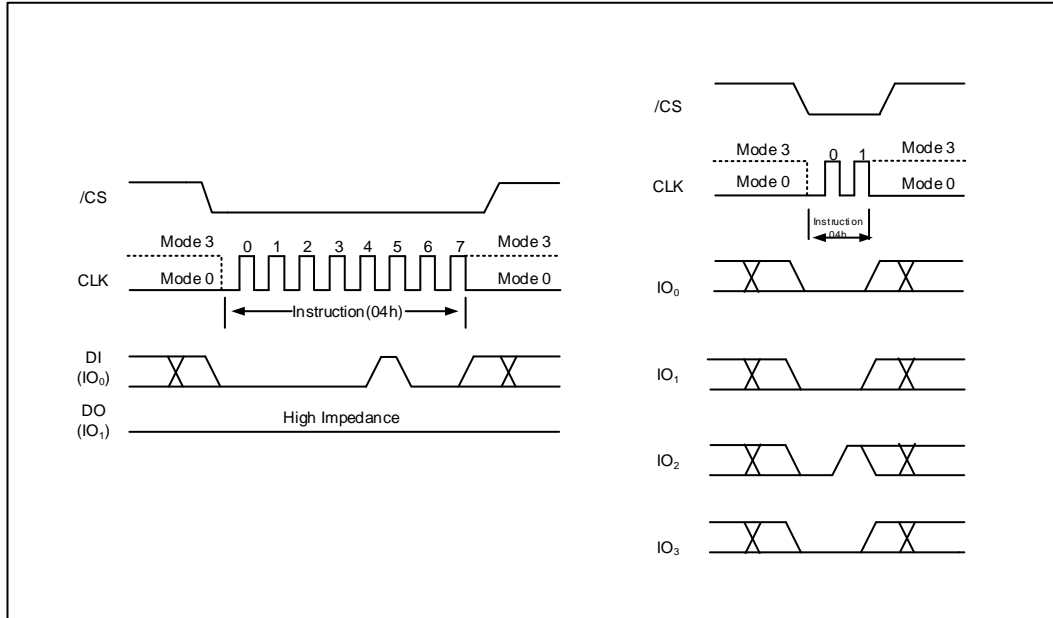 /CS
Mode 3 0 1 2 3 4 5 6 7 Mode 3
CLK
Mode 0 Mode 0
Instruction(04h)
DI
(IO₀)
DO
(IO₁)
High Impedance
/CS
Mode 3 0 1 Mode 3
CLK
Mode 0 Mode 0
Instruction
04h
IO₀
IO₁
IO₂
IO₃